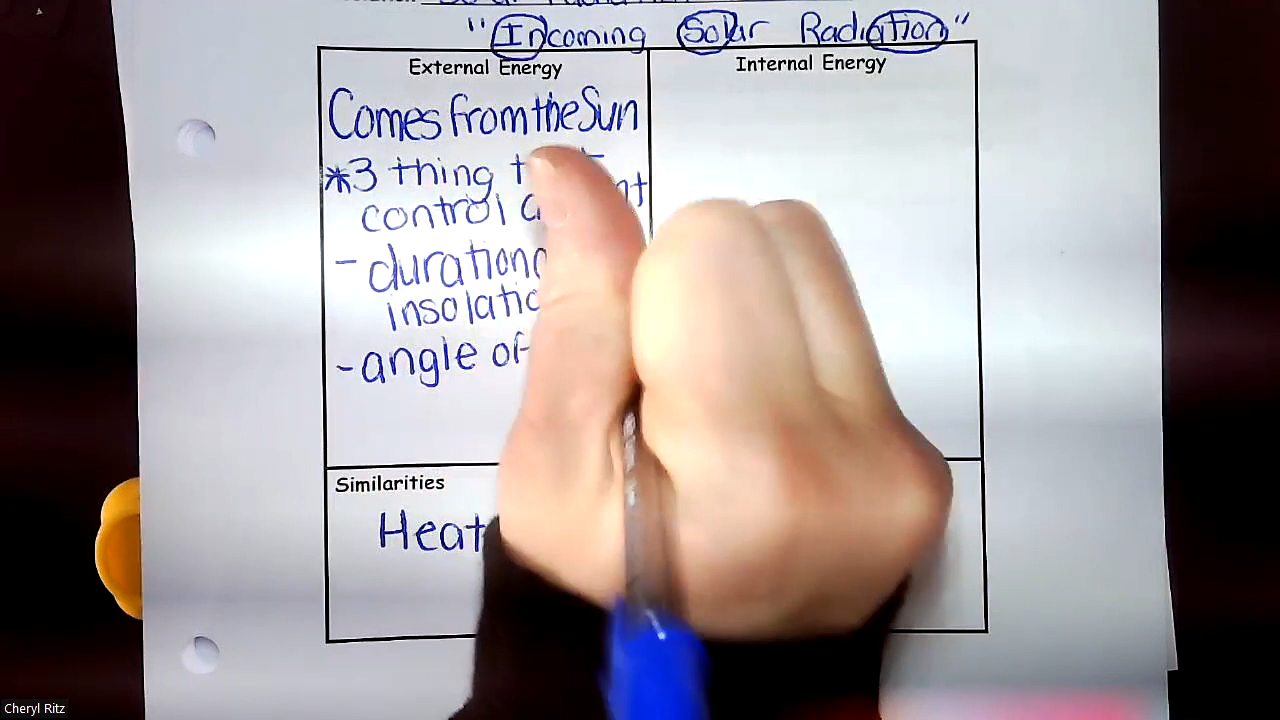 "Incoming Solar Radiation"
External Energy
Internal Energy
Comes from the Sun
*3 thing
control
- duration
insolatio
- angle of
Similarities
Heat
Cheryl Ritz